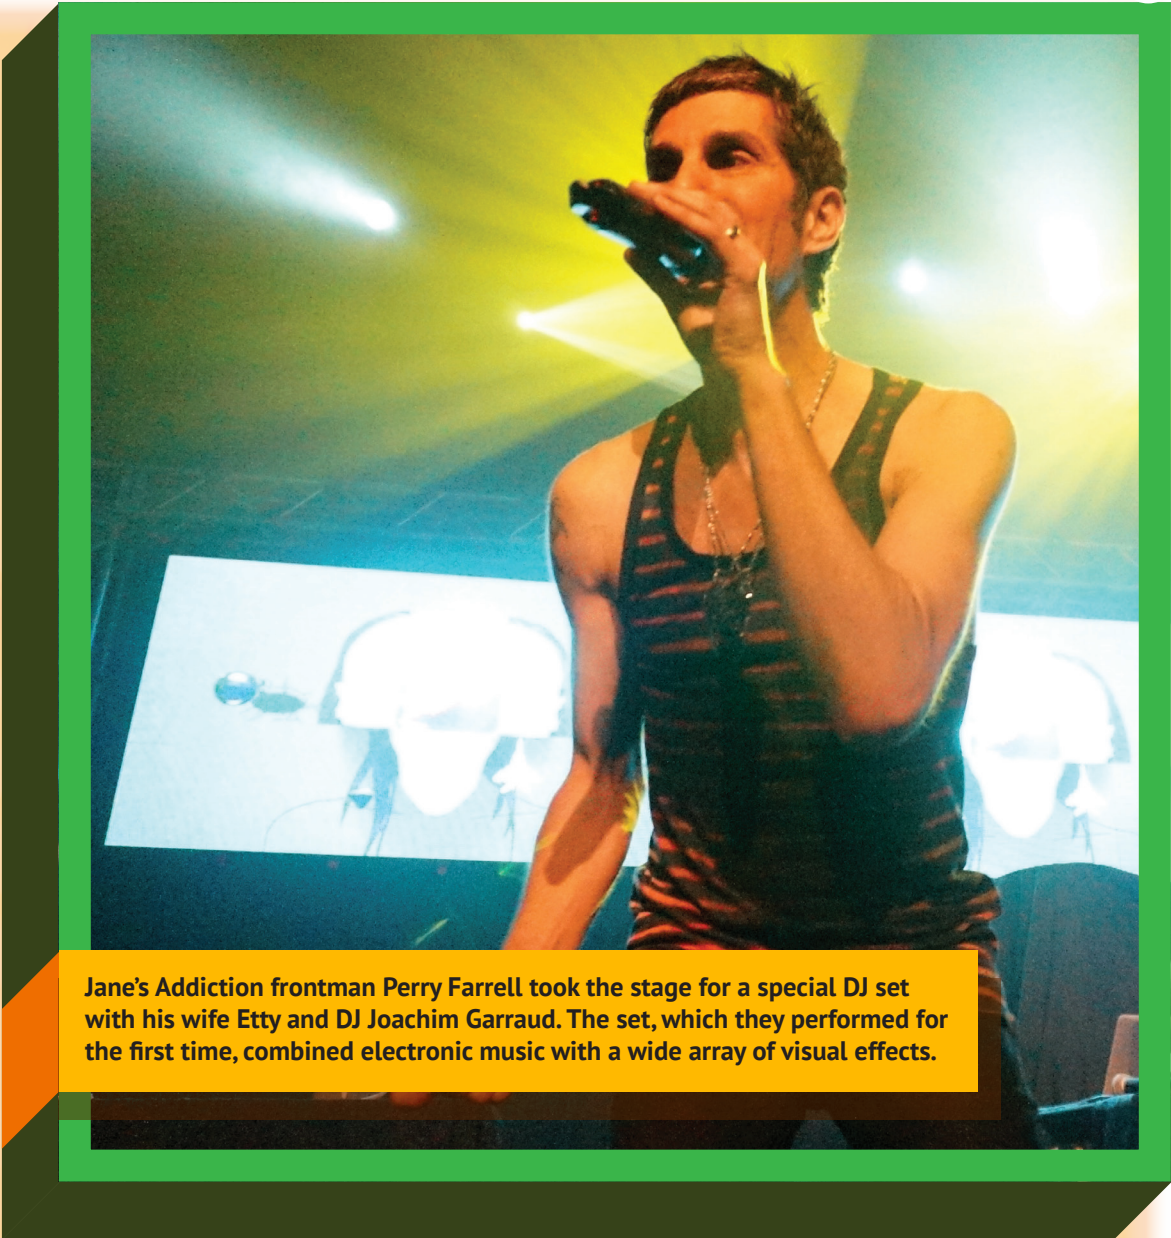 Jane’s Addiction frontman Perry Farrell took the stage for a special DJ set
with his wife Etty and DJ Joachim Garraud. The set, which they performed for
the first time, combined electronic music with a wide array of visual effects.